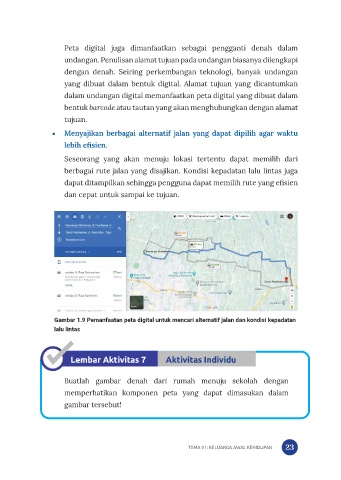 Peta digital juga dimanfaatkan sebagai pengganti denah dalam
undangan. Penulisan alamat tujuan pada undangan biasanya dilengkapi
dengan denah. Seiring perkembangan teknologi, banyak undangan
yang dibuat dalam bentuk digital. Alamat tujuan yang dicantumkan
dalam undangan digital memanfaatkan peta digital yang dibuat dalam
bentuk barcode atau tautan yang akan menghubungkan dengan alamat
tujuan.
• Menyajikan berbagai alternatif jalan yang dapat dipilih agar waktu
lebih efisien.
Seseorang yang akan menuju lokasi tertentu dapat memilih dari
berbagai rute jalan yang disajikan. Kondisi kepadatan lalu lintas juga
dapat ditampilkan sehingga pengguna dapat memilih rute yang efisien
dan cepat untuk sampai ke tujuan.
Gambar 1.9 Pemanfaatan peta digital untuk mencari alternatif jalan dan kondisi kepadatan
lalu lintas
Lembar Aktivitas 7 Aktivitas Individu
Buatlah gambar denah dari rumah menuju sekolah dengan
memperhatikan komponen peta yang dapat dimasukan dalam
gambar tersebut!
TEMA 01: KELUARGA AWAL KEHIDUPAN 23